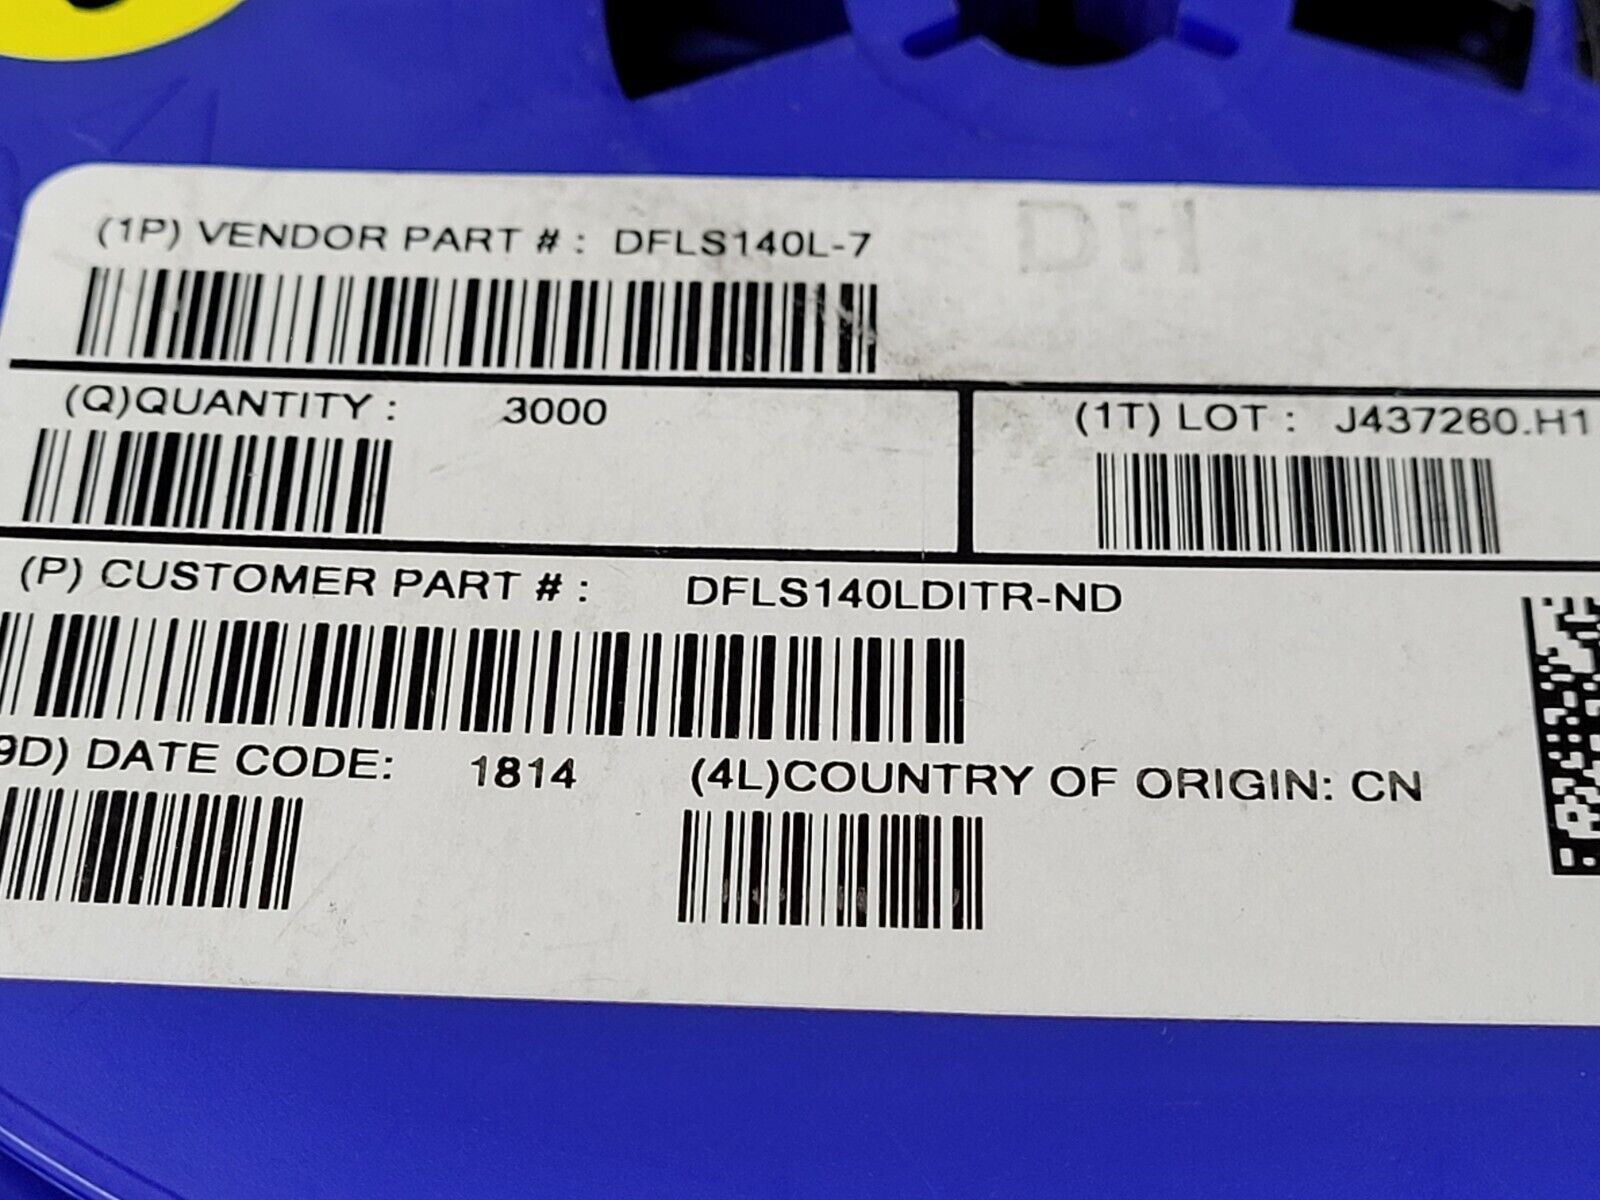 (1P) VENDOR PART # : DFLS140L-7
DH
(Q)QUANTITY : 3000
(1T) LOT : J437260.H1
(P) CUSTOMER PART # : DFLS140LDITR-ND
9D) DATE CODE: 1814
(4L)COUNTRY OF ORIGIN: CN